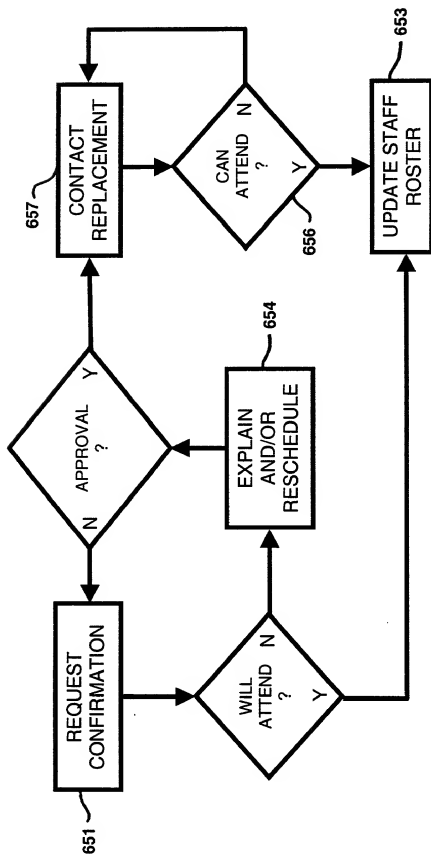 651
REQUEST
CONFIRMATION
WILL
ATTEND
?
N
Y
APPROVAL
?
N
Y
EXPLAIN
AND/OR
RESCHEDULE
654
657
CONTACT
REPLACEMENT
CAN
ATTEND
?
N
Y
656
UPDATE STAFF
ROSTER
653